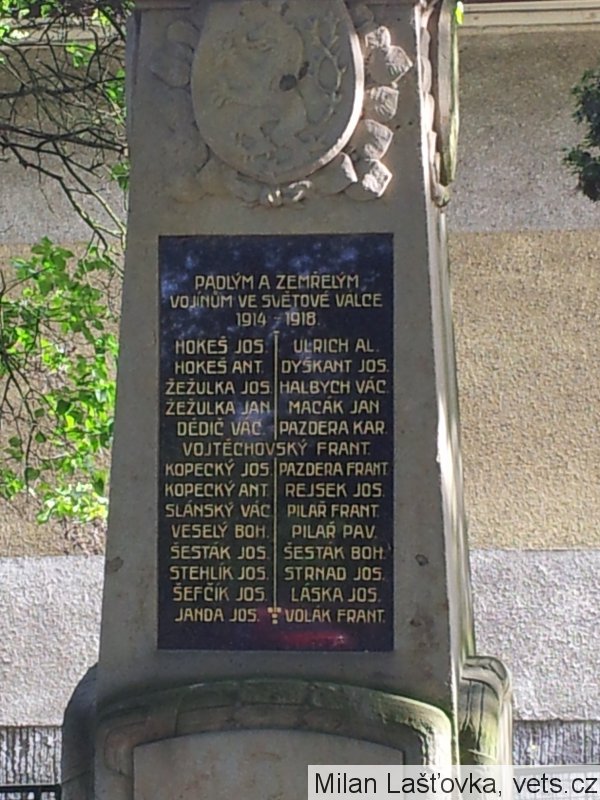 PADLÝM A ZEMŘELÝM
VOJÍNŮM VE SVĚTOVÉ VÁLCE
1914 - 1918.
HOKEŠ JOS. ULRICH AL.
HOKEŠ ANT. DYŠKANT JOS.
ŽEŽULKA JOS. HALBYCH VÁC.
ŽEŽULKA JAN MACÁK JAN
DĚDIČ VÁC. PAZDERA KAR.
VOJTĚCHOVSKÝ FRANT.
KOPECKÝ JOS. PAZDERA FRANT
KOPECKÝ ANT. REJSEK JOS.
SLÁNSKÝ VÁC. PILAŘ FRANT.
VESELÝ BOH. PILAŘ PAV.
ŠESTÁK JOS. ŠESTÁK BOH.
STEHLÍK JOS. STRNAD JOS.
ŠEFČÍK JOS. LÁSKA JOS.
JANDA JOS. VOLÁK FRANT.
Milan Lašťovka, vets.cz